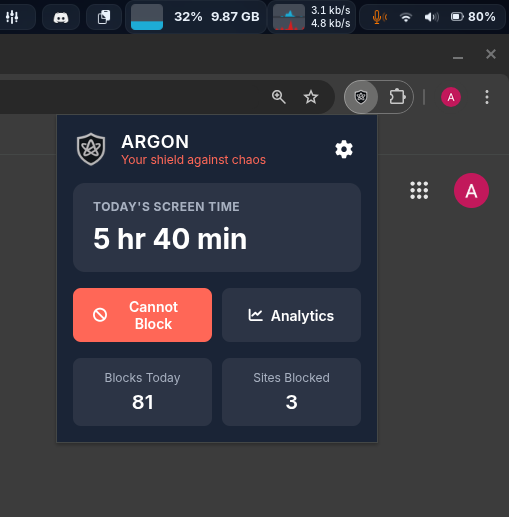 32% 9.87 GB
3.1 kb/s
4.8 kb/s
80%
A
ARGON
Your shield against chaos
A
TODAY'S SCREEN TIME
5 hr 40 min
Cannot
Block
Analytics
Blocks Today
81
Sites Blocked
3